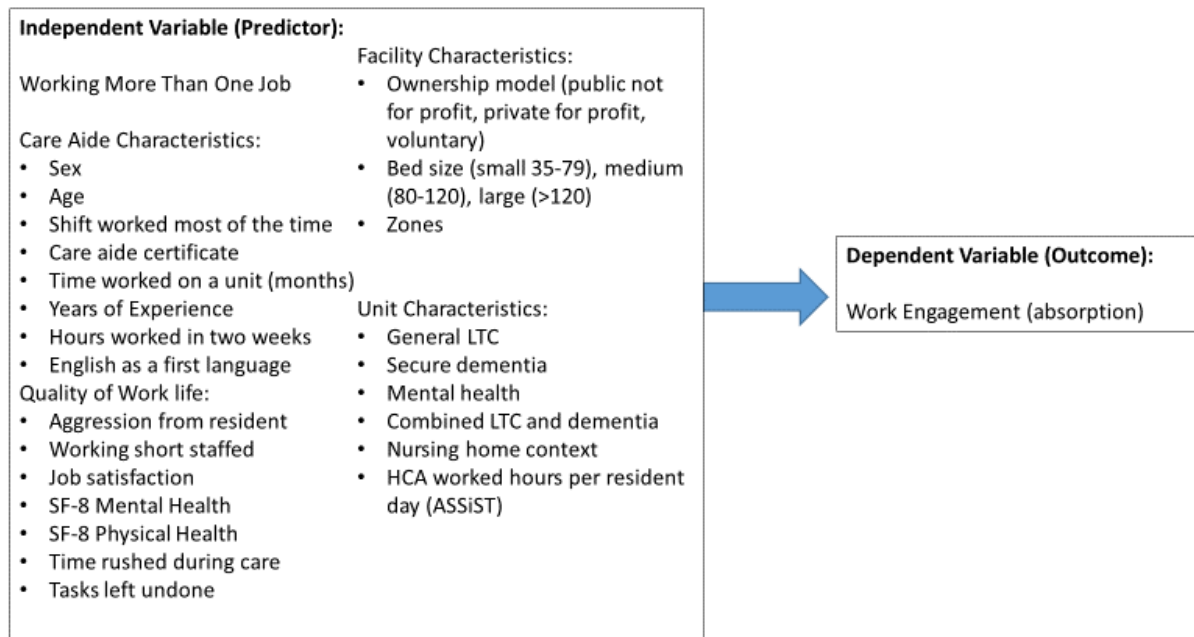 Independent Variable (Predictor):
Working More Than One Job
Care Aide Characteristics:
• Sex
• Age
• Shift worked most of the time
• Care aide certificate
• Time worked on a unit (months)
• Years of Experience
• Hours worked in two weeks
• English as a first language
Quality of Work life:
• Aggression from resident
• Working short staffed
• Job satisfaction
• SF-8 Mental Health
• SF-8 Physical Health
• Time rushed during care
• Tasks left undone
Facility Characteristics:
• Ownership model (public not
for profit, private for profit,
voluntary)
• Bed size (small 35-79), medium
(80-120), large (>120)
• Zones
Unit Characteristics:
• General LTC
• Secure dementia
• Mental health
• Combined LTC and dementia
• Nursing home context
• HCA worked hours per resident
day (ASSiST)
Dependent Variable (Outcome):
Work Engagement (absorption)